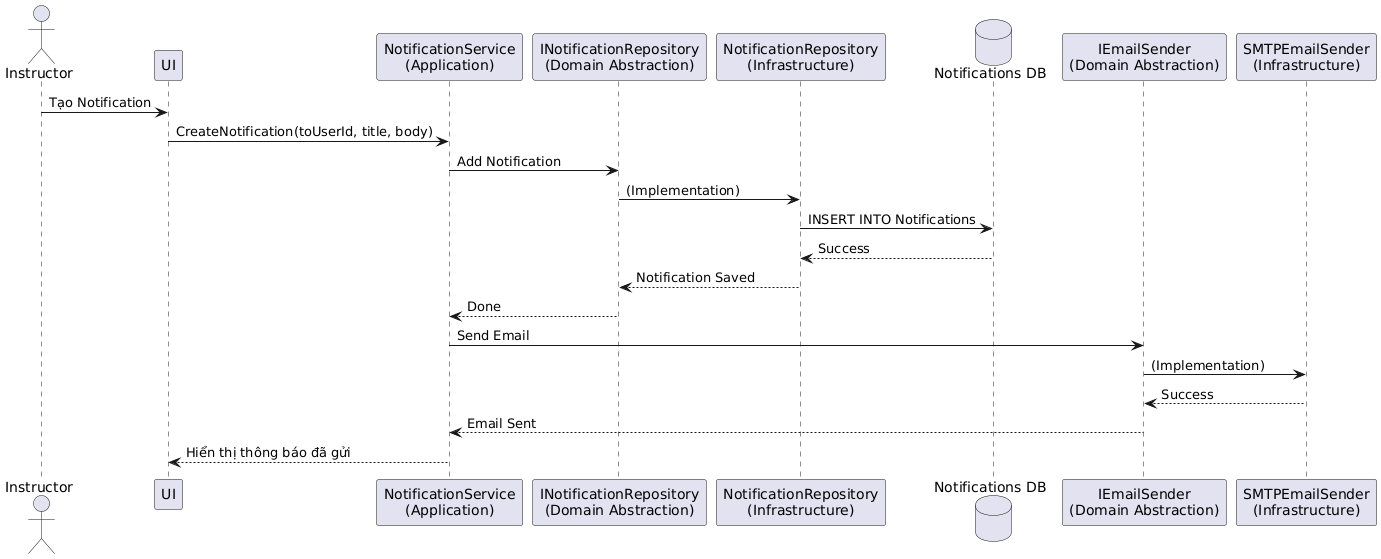 Instructor
UI
NotificationService
(Application)
INotificationRepository
(Domain Abstraction)
NotificationRepository
(Infrastructure)
Notifications DB
IEmailSender
(Domain Abstraction)
SMTPEmailSender
(Infrastructure)
Tạo Notification
CreateNotification(toUserId, title, body)
Add Notification
(Implementation)
INSERT INTO Notifications
Success
Notification Saved
Done
Send Email
(Implementation)
Success
Email Sent
Hiển thị thông báo đã gửi
Instructor
UI
NotificationService
(Application)
INotificationRepository
(Domain Abstraction)
NotificationRepository
(Infrastructure)
Notifications DB
IEmailSender
(Domain Abstraction)
SMTPEmailSender
(Infrastructure)